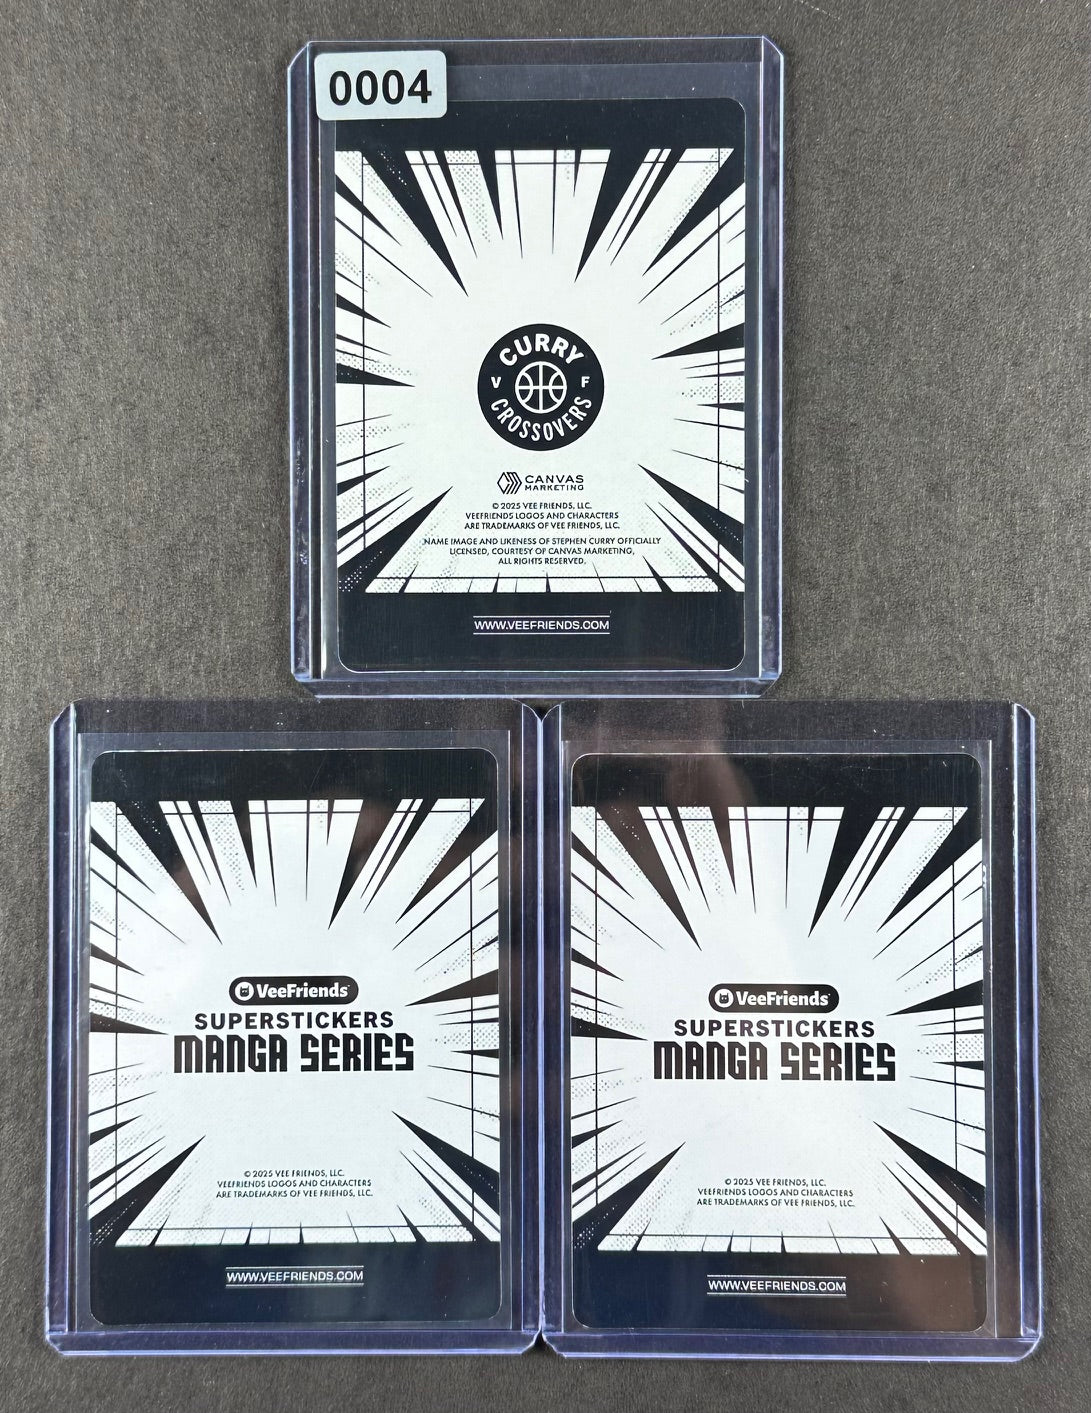 0004
CURRY
V F
CROSSOVERS
CANVAS
MARKETING
© 2025 VEE FRIENDS, LLC.
VEEFRIENDS LOGOS AND CHARACTERS
ARE TRADEMARKS OF VEE FRIENDS, LLC.
NAME IMAGE AND LIKENESS OF STEPHEN CURRY OFFICIALLY
LICENSED, COURTESY OF CANVAS MARKETING,
ALL RIGHTS RESERVED.
WWW.VEEFRIENDS.COM
VeeFriends
SUPERSTICKERS
MANGA SERIES
© 2025 VEE FRIENDS, LLC.
VEEFRIENDS LOGOS AND CHARACTERS
ARE TRADEMARKS OF VEE FRIENDS, LLC.
WWW.VEEFRIENDS.COM
VeeFriends
SUPERSTICKERS
MANGA SERIES
© 2025 VEE FRIENDS, LLC.
VEEFRIENDS LOGOS AND CHARACTERS
ARE TRADEMARKS OF VEE FRIENDS, LLC.
WWW.VEEFRIENDS.COM